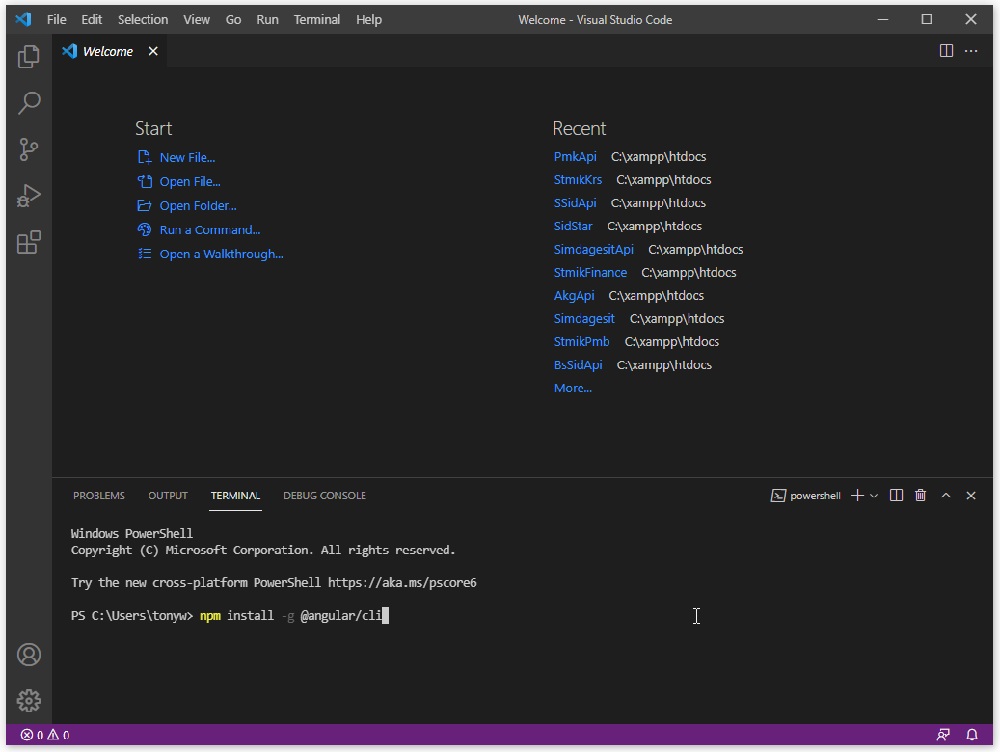 File Edit Selection View Go Run Terminal Help Welcome - Visual Studio Code
Welcome
Start
New File...
Open File...
Open Folder...
Run a Command...
Open a Walkthrough...
Recent
PmkApi C:\xampp\htdocs
StmikKrs C:\xampp\htdocs
SSidApi C:\xampp\htdocs
SidStar C:\xampp\htdocs
SimdagesitApi C:\xampp\htdocs
StmikFinance C:\xampp\htdocs
AkgApi C:\xampp\htdocs
Simdagesit C:\xampp\htdocs
StmikPmb C:\xampp\htdocs
BsSidApi C:\xampp\htdocs
More...
PROBLEMS OUTPUT TERMINAL DEBUG CONSOLE powershell
Windows PowerShell
Copyright (C) Microsoft Corporation. All rights reserved.
Try the new cross-platform PowerShell https://aka.ms/pscore6
PS C:\Users\tonyw> npm install -g @angular/cli
0 0